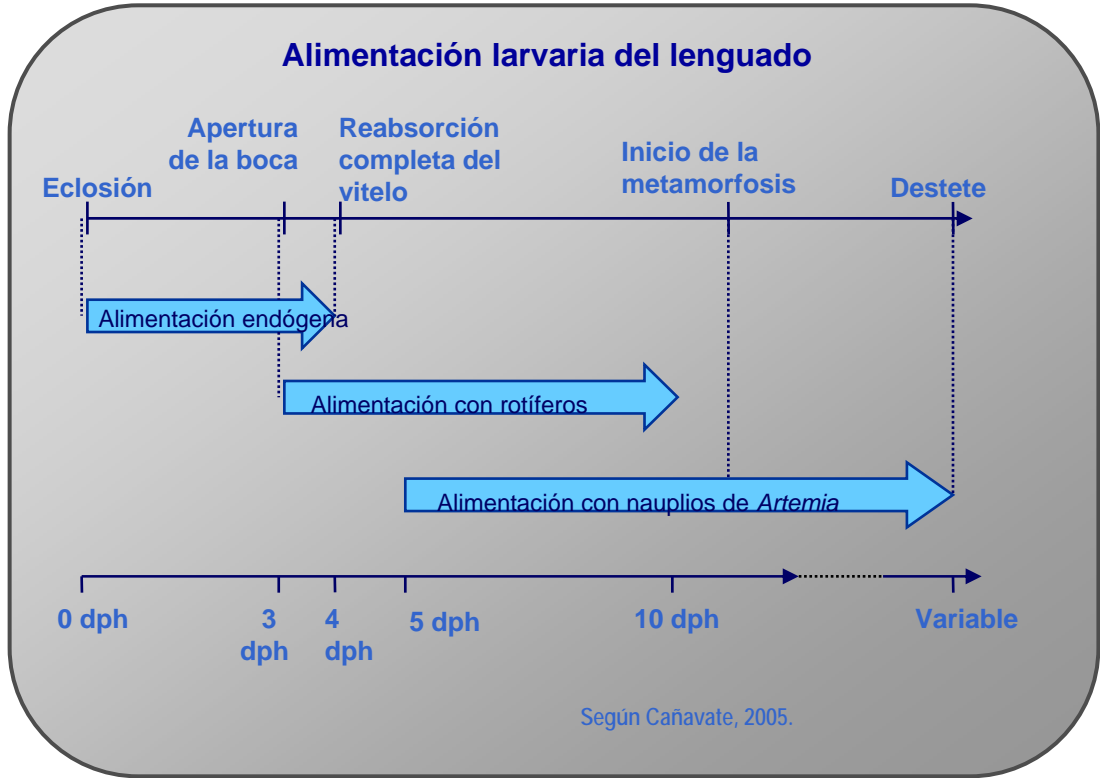 Alimentación larvaria del lenguado
Apertura
de la boca
Reabsorción
completa del
vitelo
Inicio de la
metamorfosis
Eclosión
Destete
Alimentación endógena
Alimentación con rotíferos
Alimentación con nauplios de Artemia
0 dph
3
dph
4
dph
5 dph
10 dph
Variable
Según Cañavate, 2005.